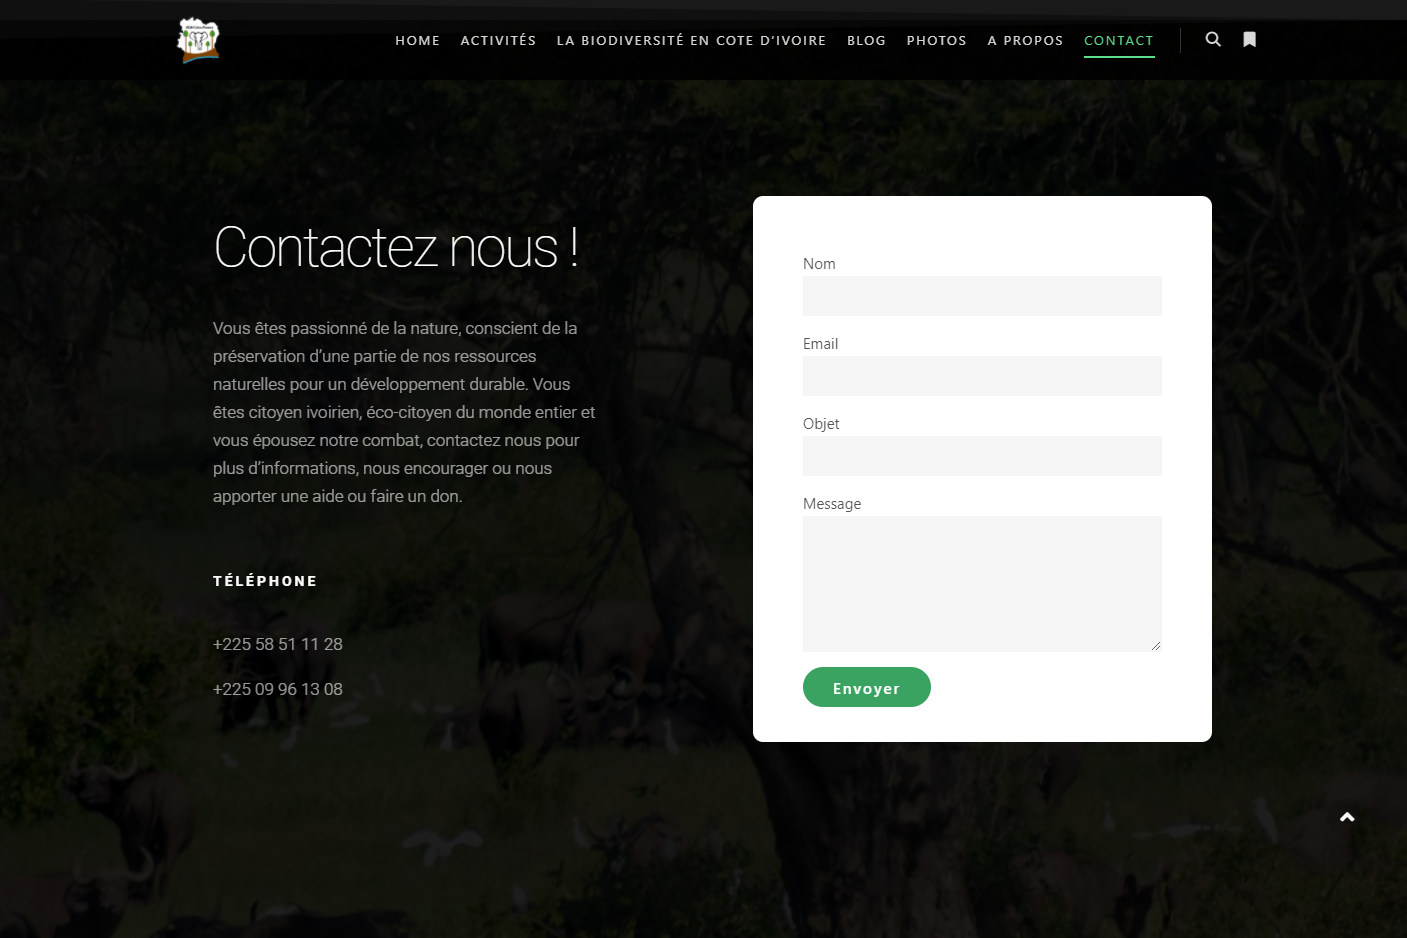 HOME ACTIVITÉS LA BIODIVERSITÉ EN COTE D’IVOIRE BLOG PHOTOS A PROPOS CONTACT
Contactez nous !
Vous êtes passionné de la nature, conscient de la
préservation d’une partie de nos ressources
naturelles pour un développement durable. Vous
êtes citoyen ivoirien, éco-citoyen du monde entier et
vous épousez notre combat, contactez nous pour
plus d’informations, nous encourager ou nous
apporter une aide ou faire un don.
TÉLÉPHONE
+225 58 51 11 28
+225 09 96 13 08
Nom
Email
Objet
Message
Envoyer